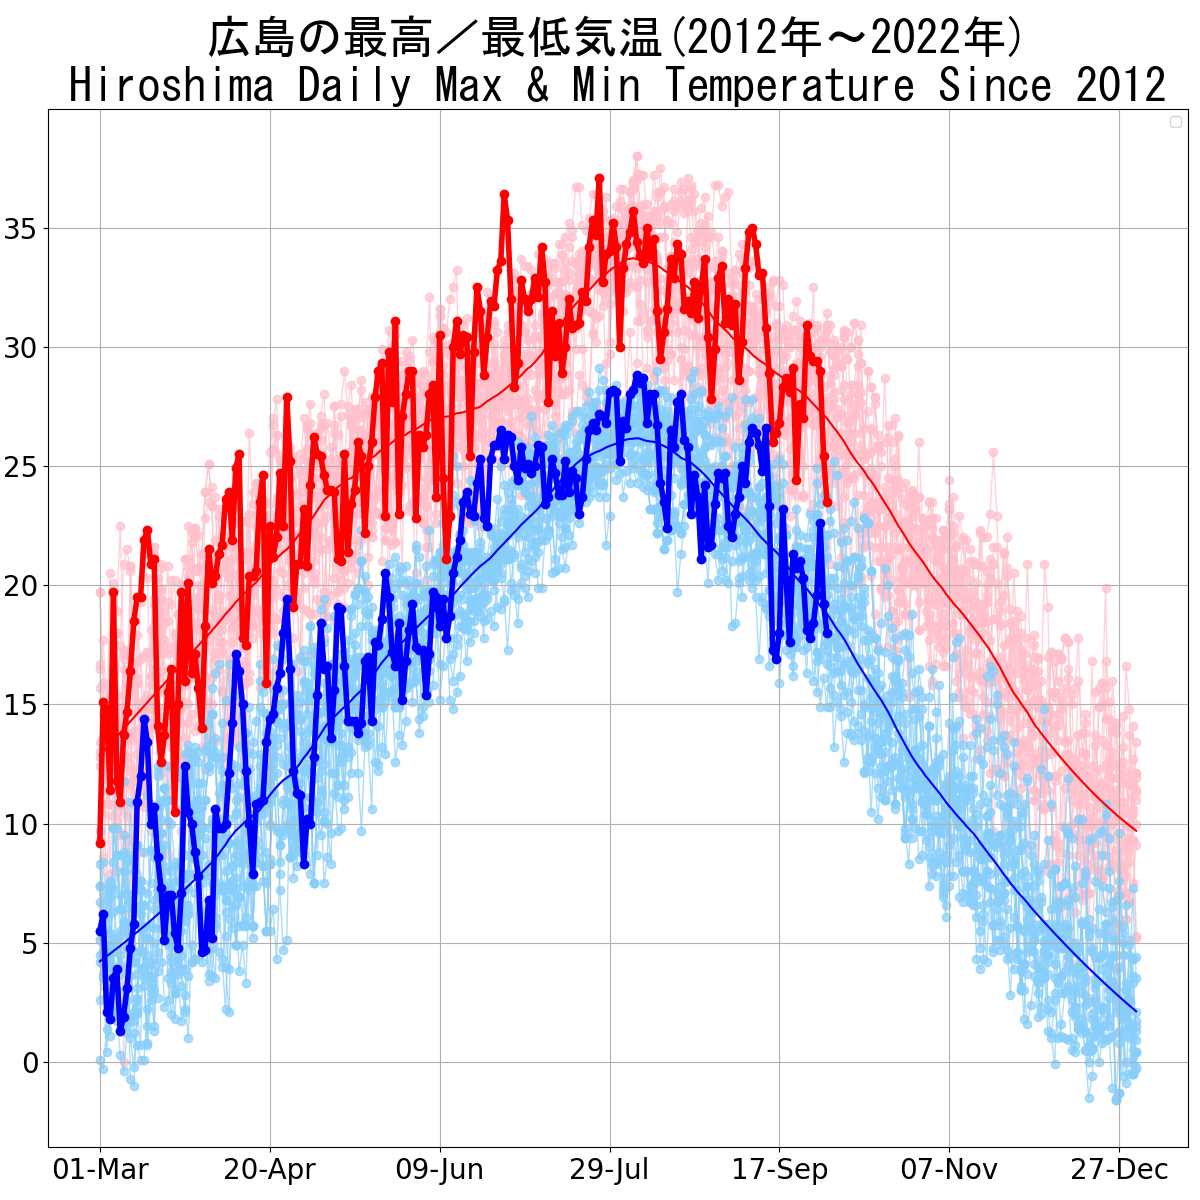 広島の最高／最低気温(2012年～2022年)
Hiroshima Daily Max & Min Temperature Since 2012
35
30
25
20
15
10
5
0
01-Mar 20-Apr 09-Jun 29-Jul 17-Sep 07-Nov 27-Dec